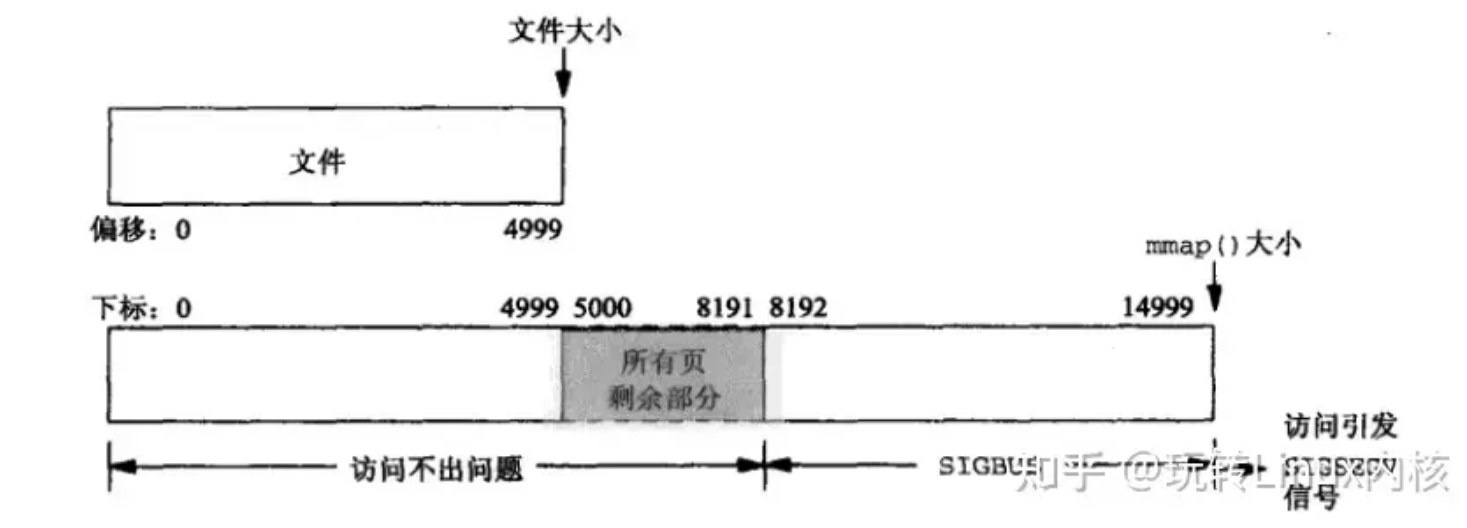 文件大小
文件
偏移：0 4999
mmap()大小
下标：0 4999 5000 8191 8192 14999
所有页
剩余部分
访问不出问题 SIGBUS 访问引发
SIGSEGV
信号
知乎 @玩转Linux内核